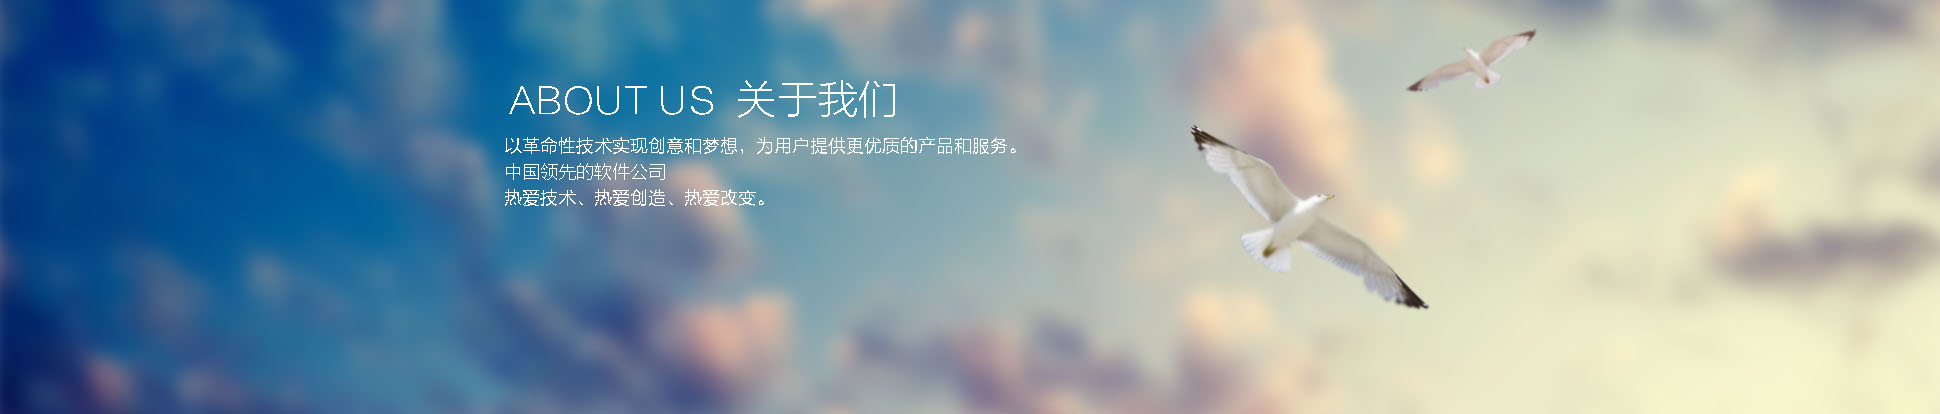 ABOUT US 关于我们
以革命性技术实现创意和梦想，为用户提供更优质的产品和服务。
中国领先的软件公司
热爱技术、热爱创造、热爱改变。